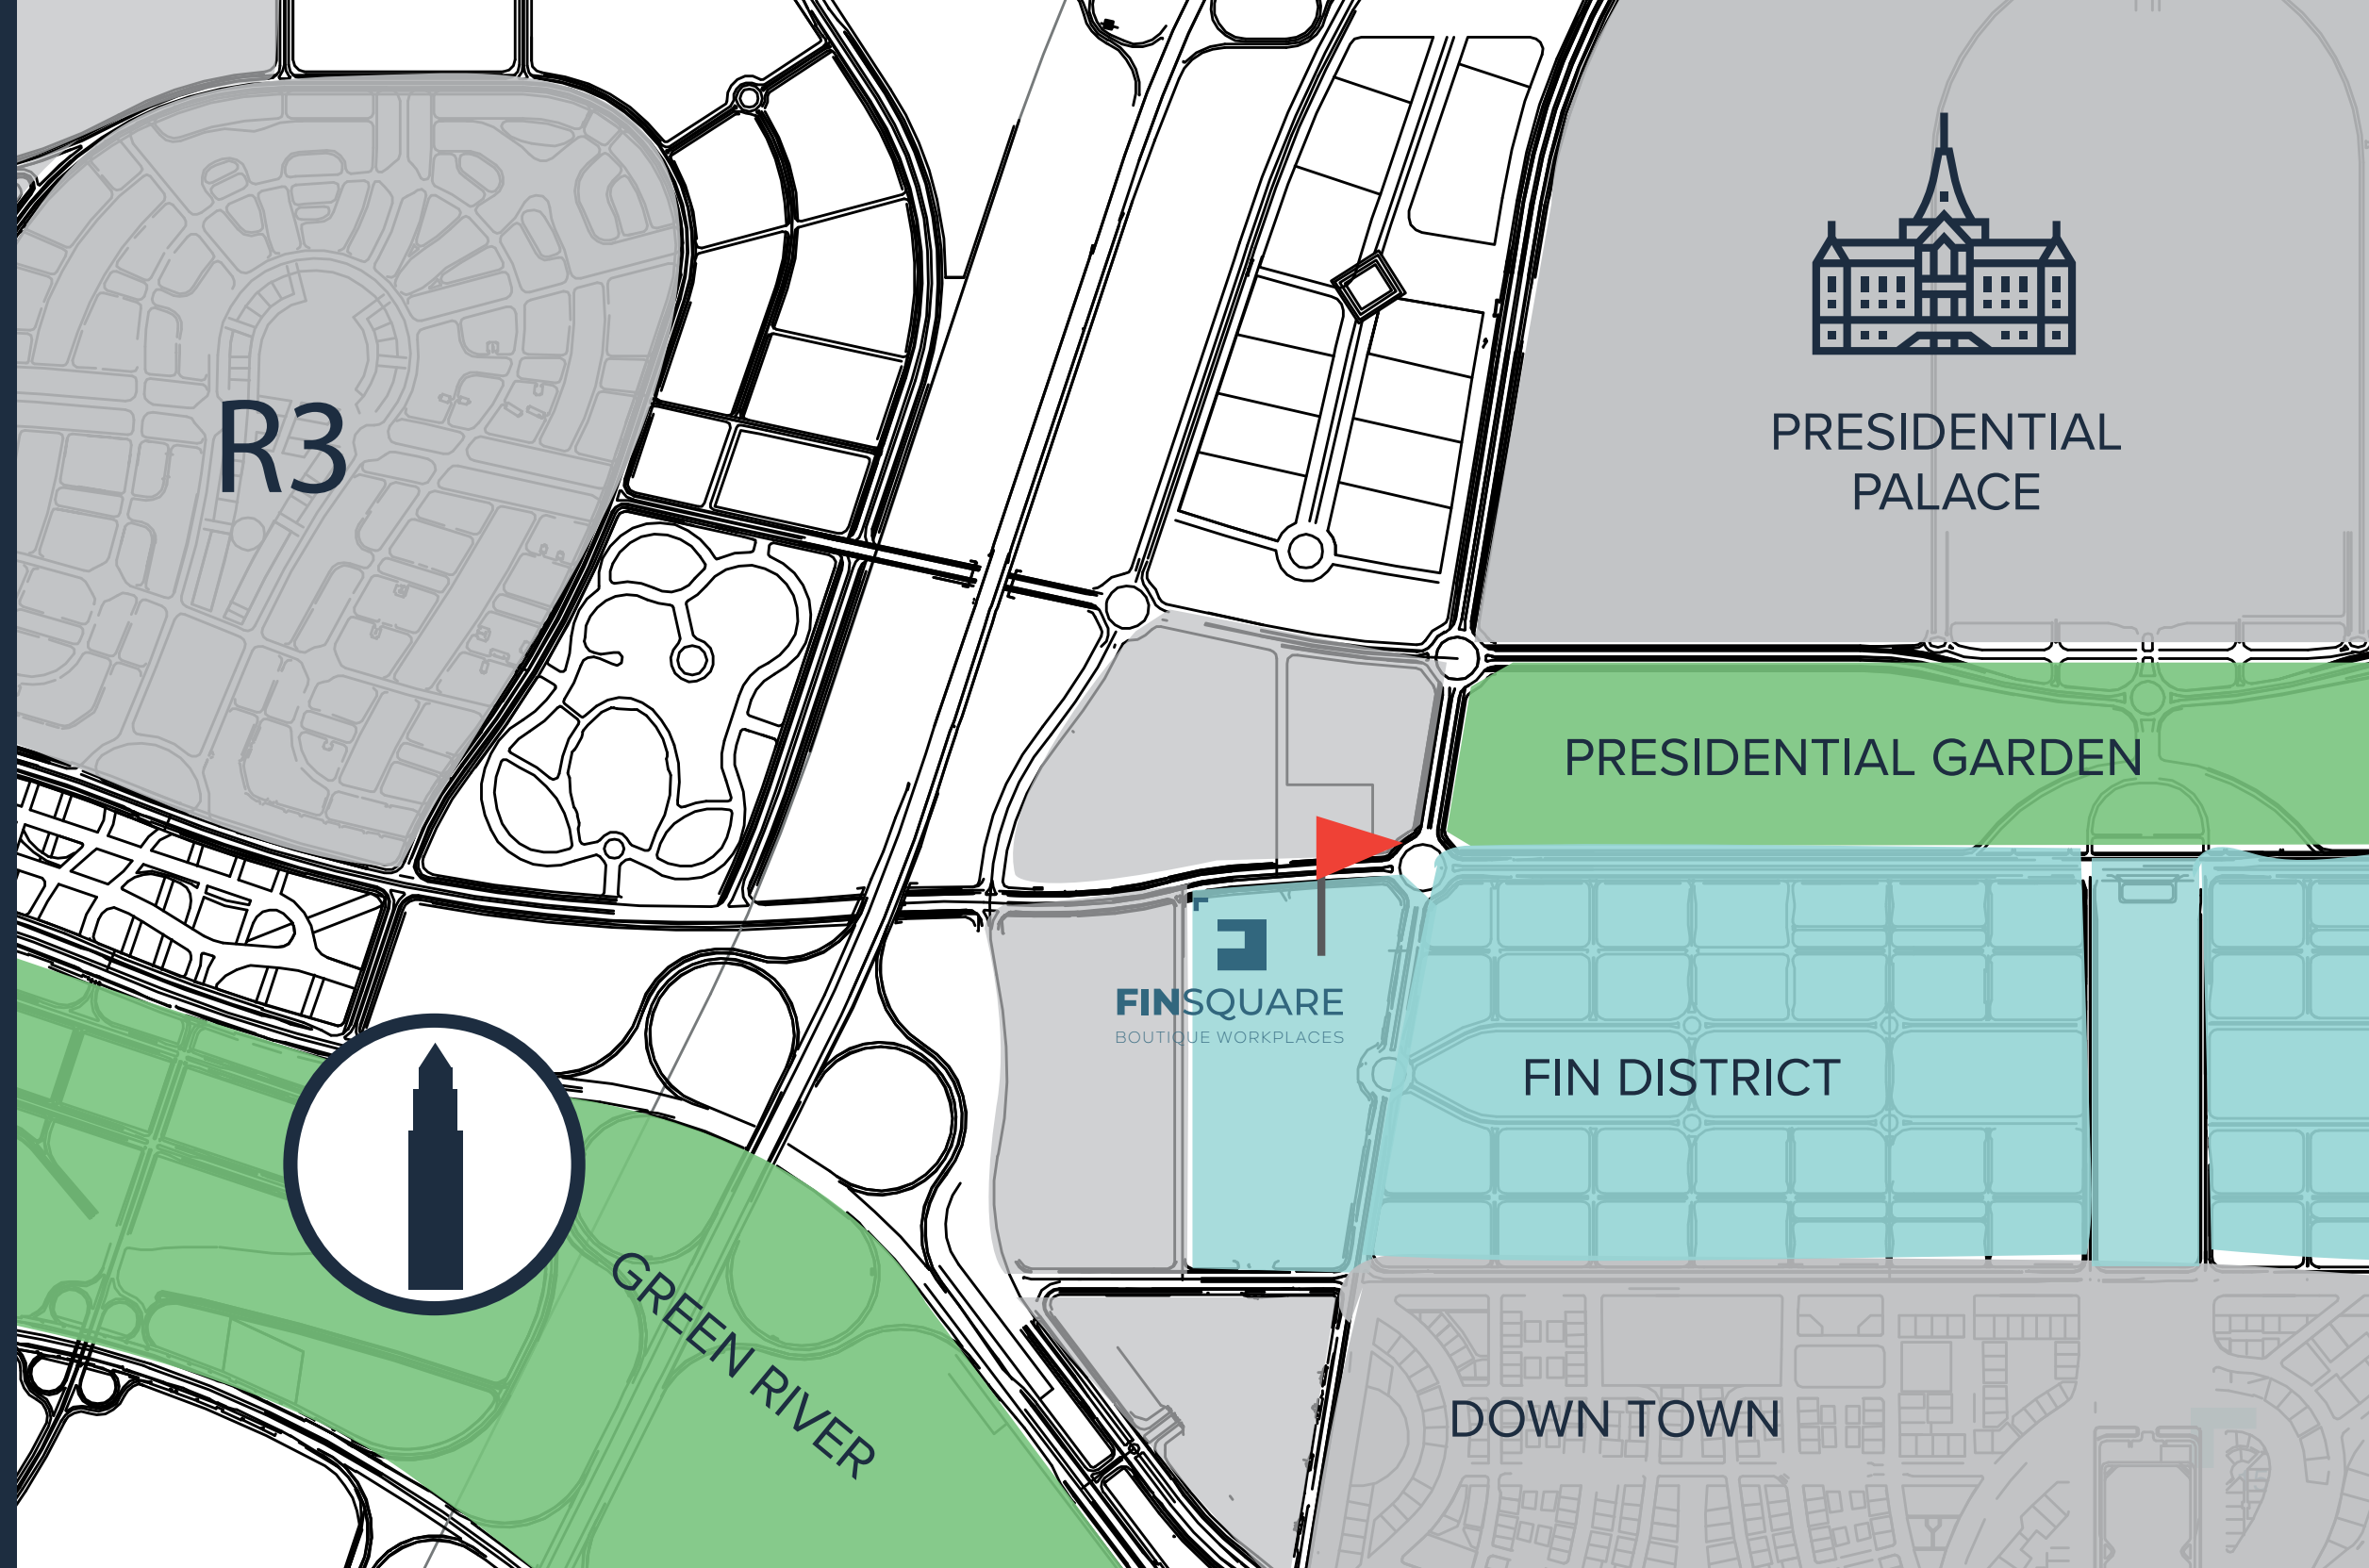 R3
PRESIDENTIAL
PALACE
PRESIDENTIAL GARDEN
FINSQUARE
BOUTIQUE WORKPLACES
FIN DISTRICT
GREEN RIVER
DOWN TOWN